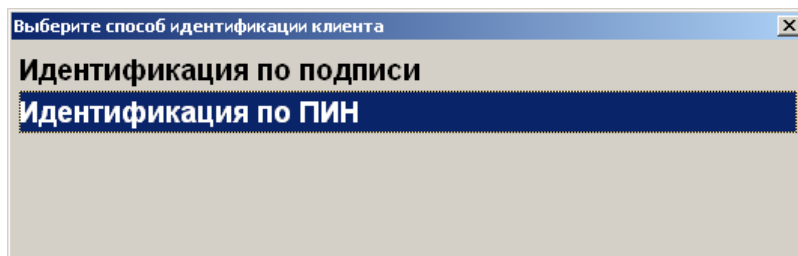 Выберите способ идентификации клиента
Идентификация по подписи
Идентификация по ПИН